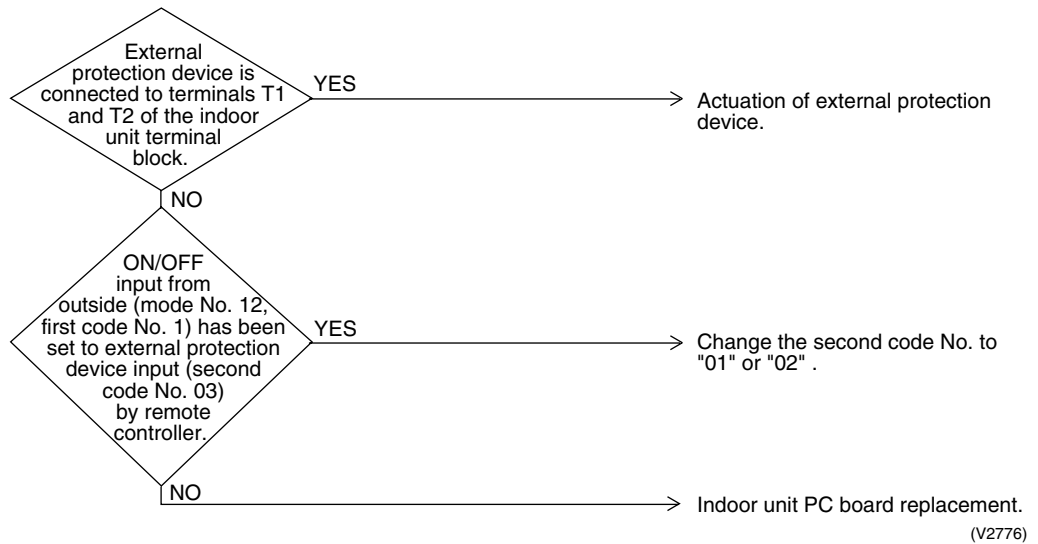 External
protection device is
connected to terminals T1
and T2 of the indoor
unit terminal
block.
YES
Actuation of external protection
device.
NO
ON/OFF
input from
outside (mode No. 12,
first code No. 1) has been
set to external protection
device input (second
code No. 03)
by remote
controller.
YES
Change the second code No. to
"01" or "02" .
NO
Indoor unit PC board replacement.
(V2776)